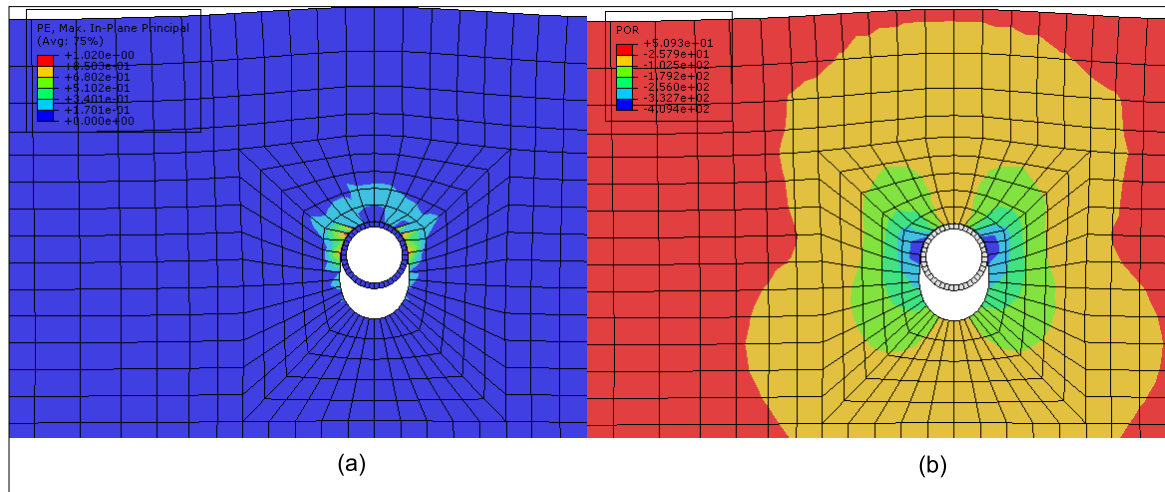 PE, Max. In-Plane Principal
(Avg: 75%)
+1.020e+00
+8.503e-01
+6.802e-01
+5.102e-01
+3.401e-01
+1.701e-01
+0.000e+00
POR
+5.093e+01
-2.579e+01
-1.025e+02
-1.792e+02
-2.560e+02
-3.327e+02
-4.094e+02
(a)
(b)